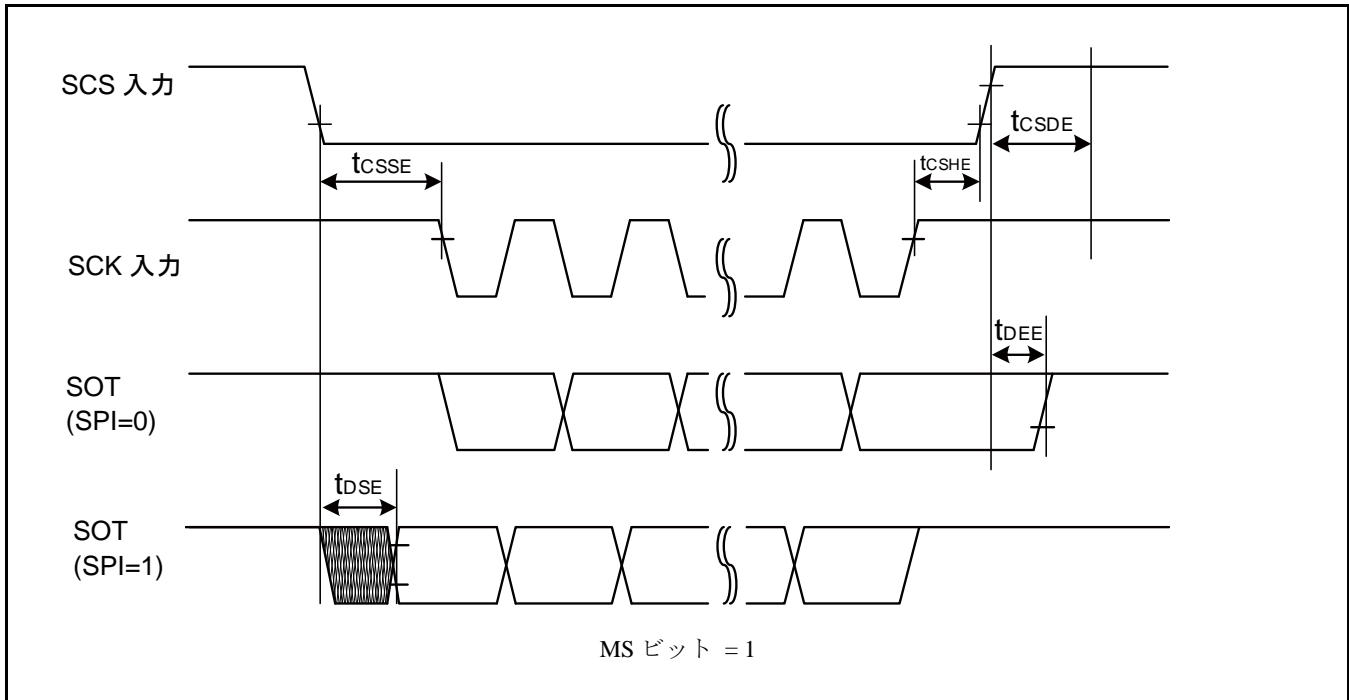 SCS 入力
tCSDE
tCSSE
tCSHE
SCK 入力
tDEE
SOT
(SPI=0)
tDSE
SOT
(SPI=1)
MS ビット = 1